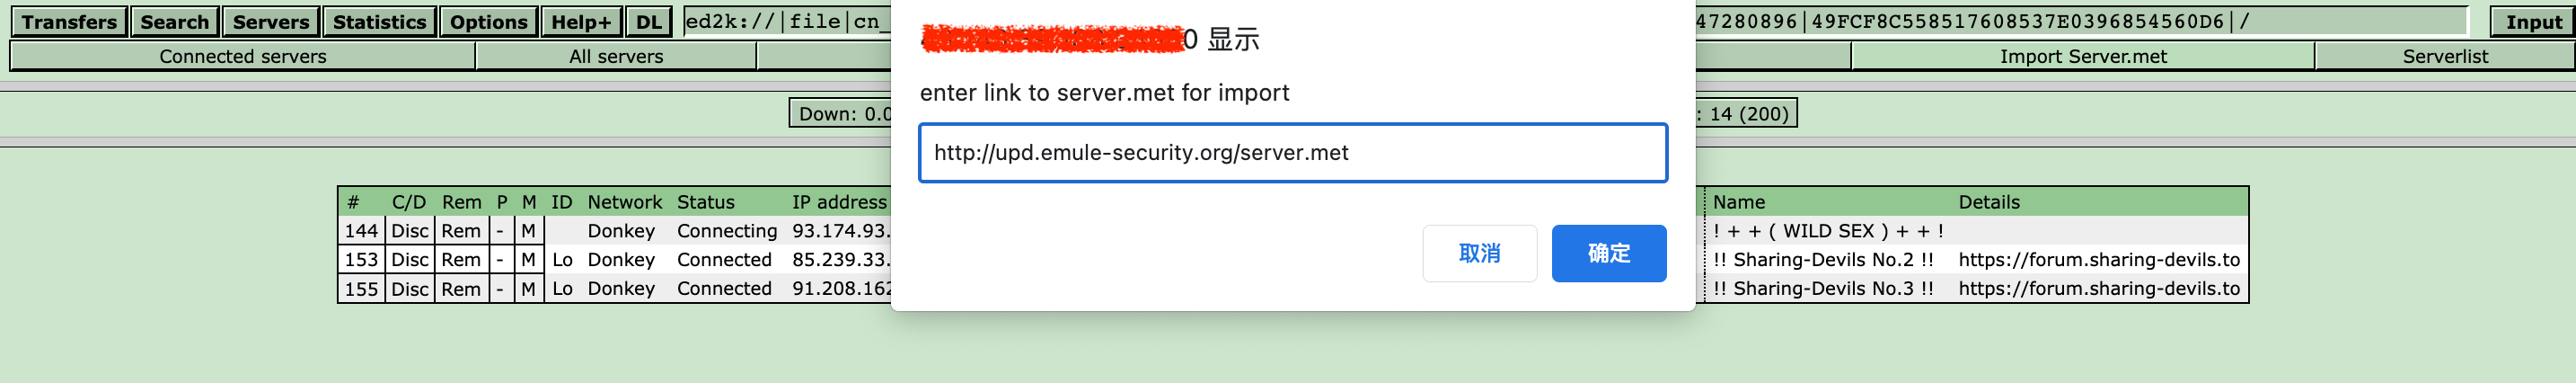 Transfers Search Servers Statistics Options Help+ DL ed2k://|file|cn_ 47280896|49FCF8C558517608537E0396854560D6|/ Input
Connected servers All servers Import Server.met Serverlist
0 显示
enter link to server.met for import
Down: 0.0 : 14 (200)
http://upd.emule-security.org/server.met
# C/D Rem P M ID Network Status IP address Name Details
144 Disc Rem - M Donkey Connecting 93.174.93. ! + + ( WILD SEX ) + + !
153 Disc Rem - M Lo Donkey Connected 85.239.33. !! Sharing-Devils No.2 !! https://forum.sharing-devils.to
155 Disc Rem - M Lo Donkey Connected 91.208.162 !! Sharing-Devils No.3 !! https://forum.sharing-devils.to
取消 确定